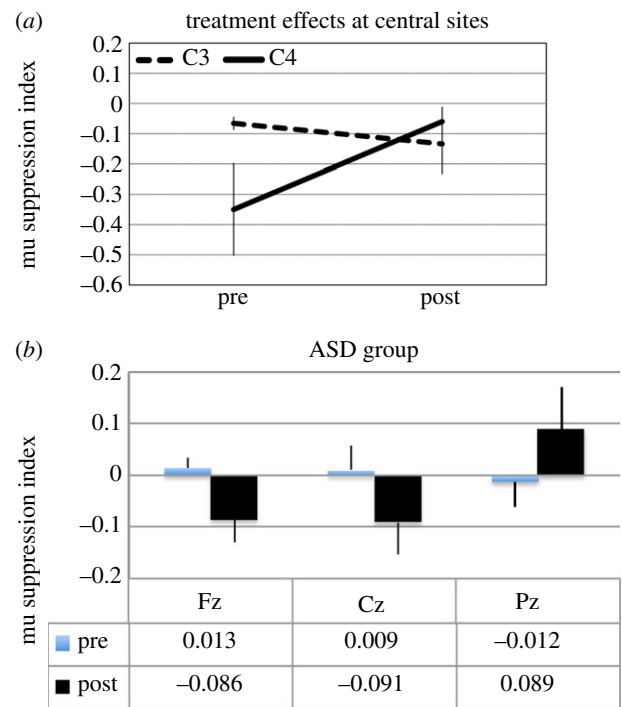 (a) treatment effects at central sites
mu suppression index
0.2
C3 C4
0.1
0
–0.1
–0.2
–0.3
–0.4
–0.5
–0.6
pre post
(b) ASD group
mu suppression index
0.2
0.1
0
–0.1
–0.2
Fz Cz Pz
pre 0.013 0.009 –0.012
post –0.086 –0.091 0.089